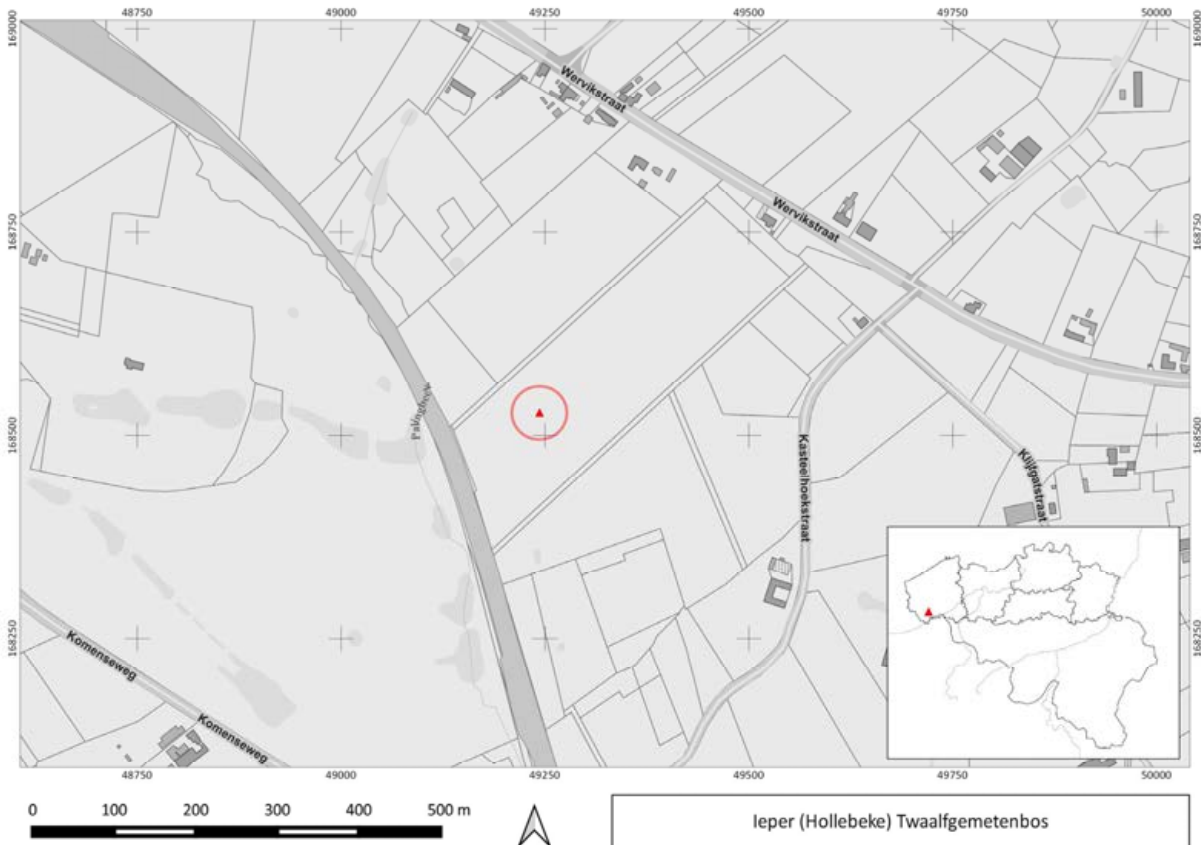 48750 49000 49250 49500 49750 50000
169000
169000
Wervikstraat
168750
168750
Wervikstraat
Palingbeek
168500
168500
Kasteelhoekstraat
Klijfgatstraat
168250
168250
Komenseweg
Komenseweg
48750 49000 49250 49500 49750 50000
0 100 200 300 400 500 m
Ieper (Hollebeke) Twaalfgemetenbos